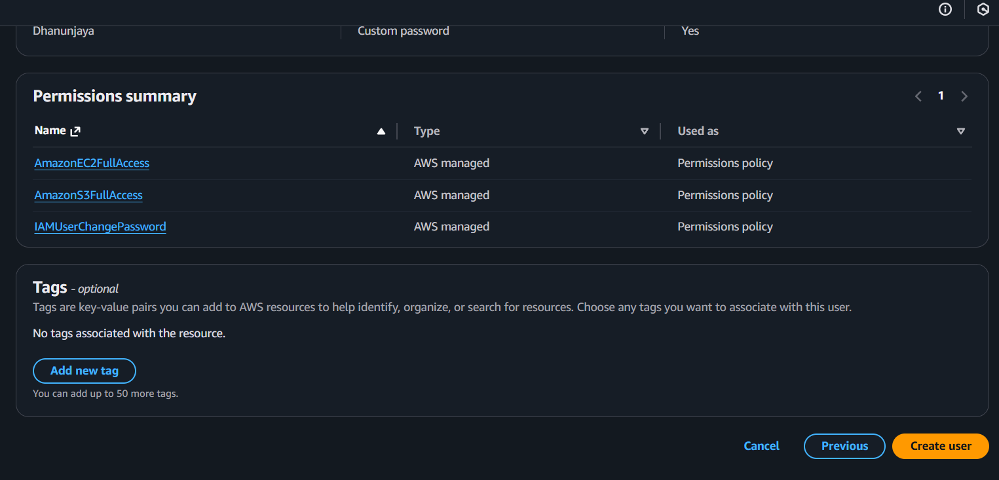 Dhanunjaya Custom password Yes
Permissions summary 1
Name Type Used as
AmazonEC2FullAccess AWS managed Permissions policy
AmazonS3FullAccess AWS managed Permissions policy
IAMUserChangePassword AWS managed Permissions policy
Tags - optional
Tags are key-value pairs you can add to AWS resources to help identify, organize, or search for resources. Choose any tags you want to associate with this user.
No tags associated with the resource.
Add new tag
You can add up to 50 more tags.
Cancel Previous Create user